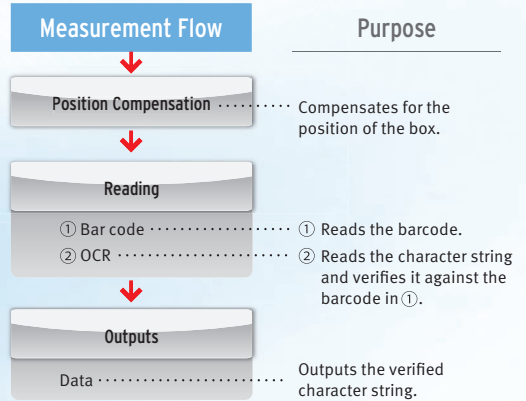 Measurement Flow
Purpose
Position Compensation
Compensates for the
position of the box.
Reading
① Bar code
① Reads the barcode.
② OCR
② Reads the character string
and verifies it against the
barcode in ①.
Outputs
Data
Outputs the verified
character string.